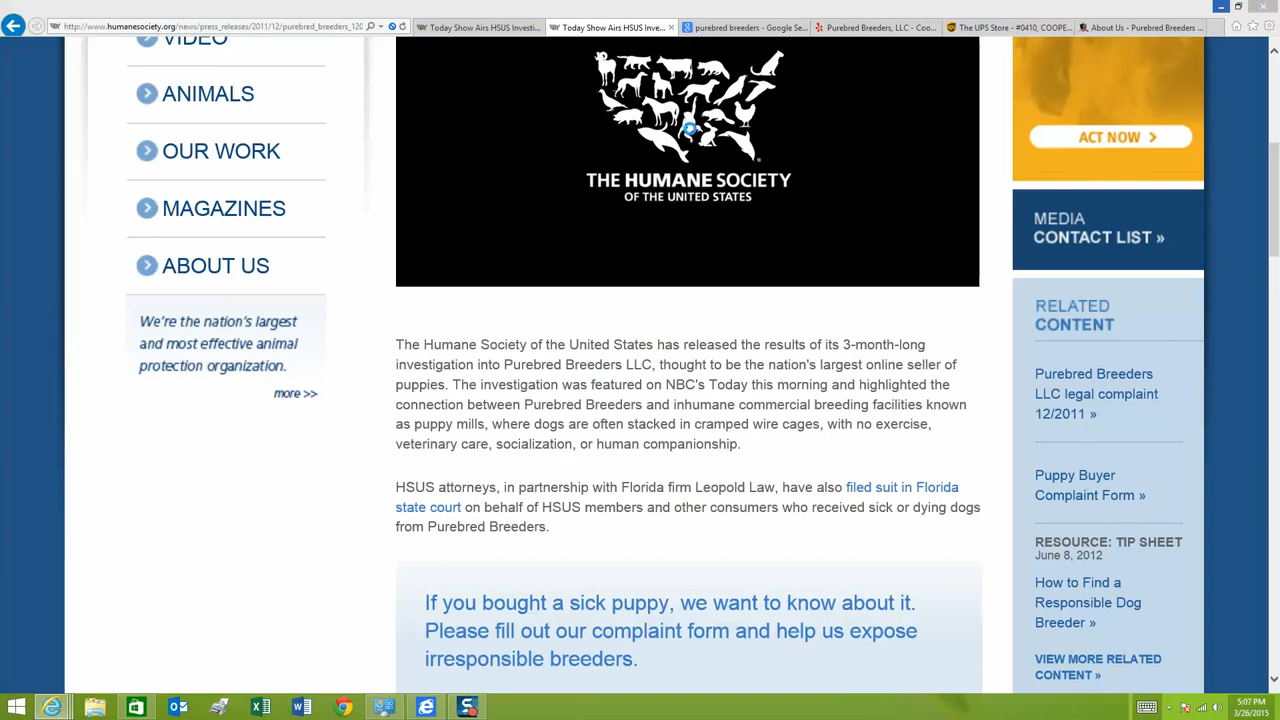 http://www.humanesociety.org/news/press_releases/2011/12/purebred_breeders_120
Today Show Airs HSUS Investi...
Today Show Airs HSUS Inve...
purebred breeders - Google Se...
Purebred Breeders, LLC - Coo...
The UPS Store - #0410, COOPE...
About Us - Purebred Breeders ...
VIDEO
ANIMALS
OUR WORK
MAGAZINES
ABOUT US
We're the nation's largest
and most effective animal
protection organization.
more >>
THE HUMANE SOCIETY
OF THE UNITED STATES
The Humane Society of the United States has released the results of its 3-month-long
investigation into Purebred Breeders LLC, thought to be the nation's largest online seller of
puppies. The investigation was featured on NBC's Today this morning and highlighted the
connection between Purebred Breeders and inhumane commercial breeding facilities known
as puppy mills, where dogs are often stacked in cramped wire cages, with no exercise,
veterinary care, socialization, or human companionship.
HSUS attorneys, in partnership with Florida firm Leopold Law, have also filed suit in Florida
state court on behalf of HSUS members and other consumers who received sick or dying dogs
from Purebred Breeders.
If you bought a sick puppy, we want to know about it.
Please fill out our complaint form and help us expose
irresponsible breeders.
ACT NOW >
MEDIA
CONTACT LIST »
RELATED
CONTENT
Purebred Breeders
LLC legal complaint
12/2011 »
Puppy Buyer
Complaint Form »
RESOURCE: TIP SHEET
June 8, 2012
How to Find a
Responsible Dog
Breeder »
VIEW MORE RELATED
CONTENT »
5:07 PM
3/26/2015